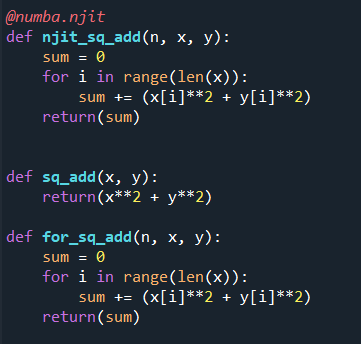 @numba.njit
def njit_sq_add(n, x, y):
    sum = 0
    for i in range(len(x)):
        sum += (x[i]**2 + y[i]**2)
    return(sum)
def sq_add(x, y):
    return(x**2 + y**2)
def for_sq_add(n, x, y):
    sum = 0
    for i in range(len(x)):
        sum += (x[i]**2 + y[i]**2)
    return(sum)